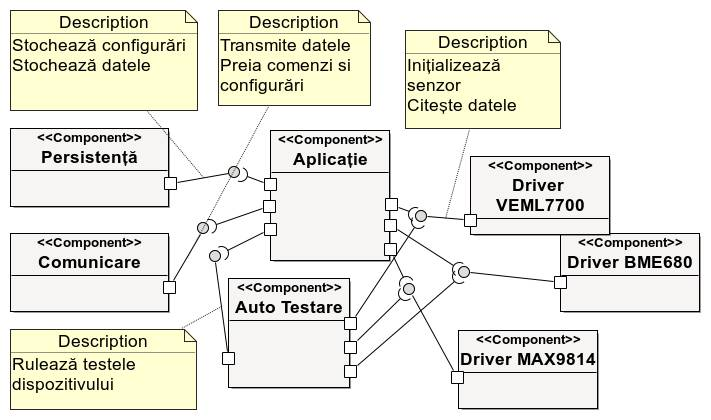 Description
Stochează configurări
Stochează datele
Description
Transmite datele
Preia comenzi si
configurări
Description
Inițializează
senzor
Citește datele
<<Component>>
Persistență
<<Component>>
Aplicație
<<Component>>
Driver
VEML7700
<<Component>>
Comunicare
<<Component>>
Driver BME680
<<Component>>
Auto Testare
Description
Rulează testele
dispozitivului
<<Component>>
Driver MAX9814